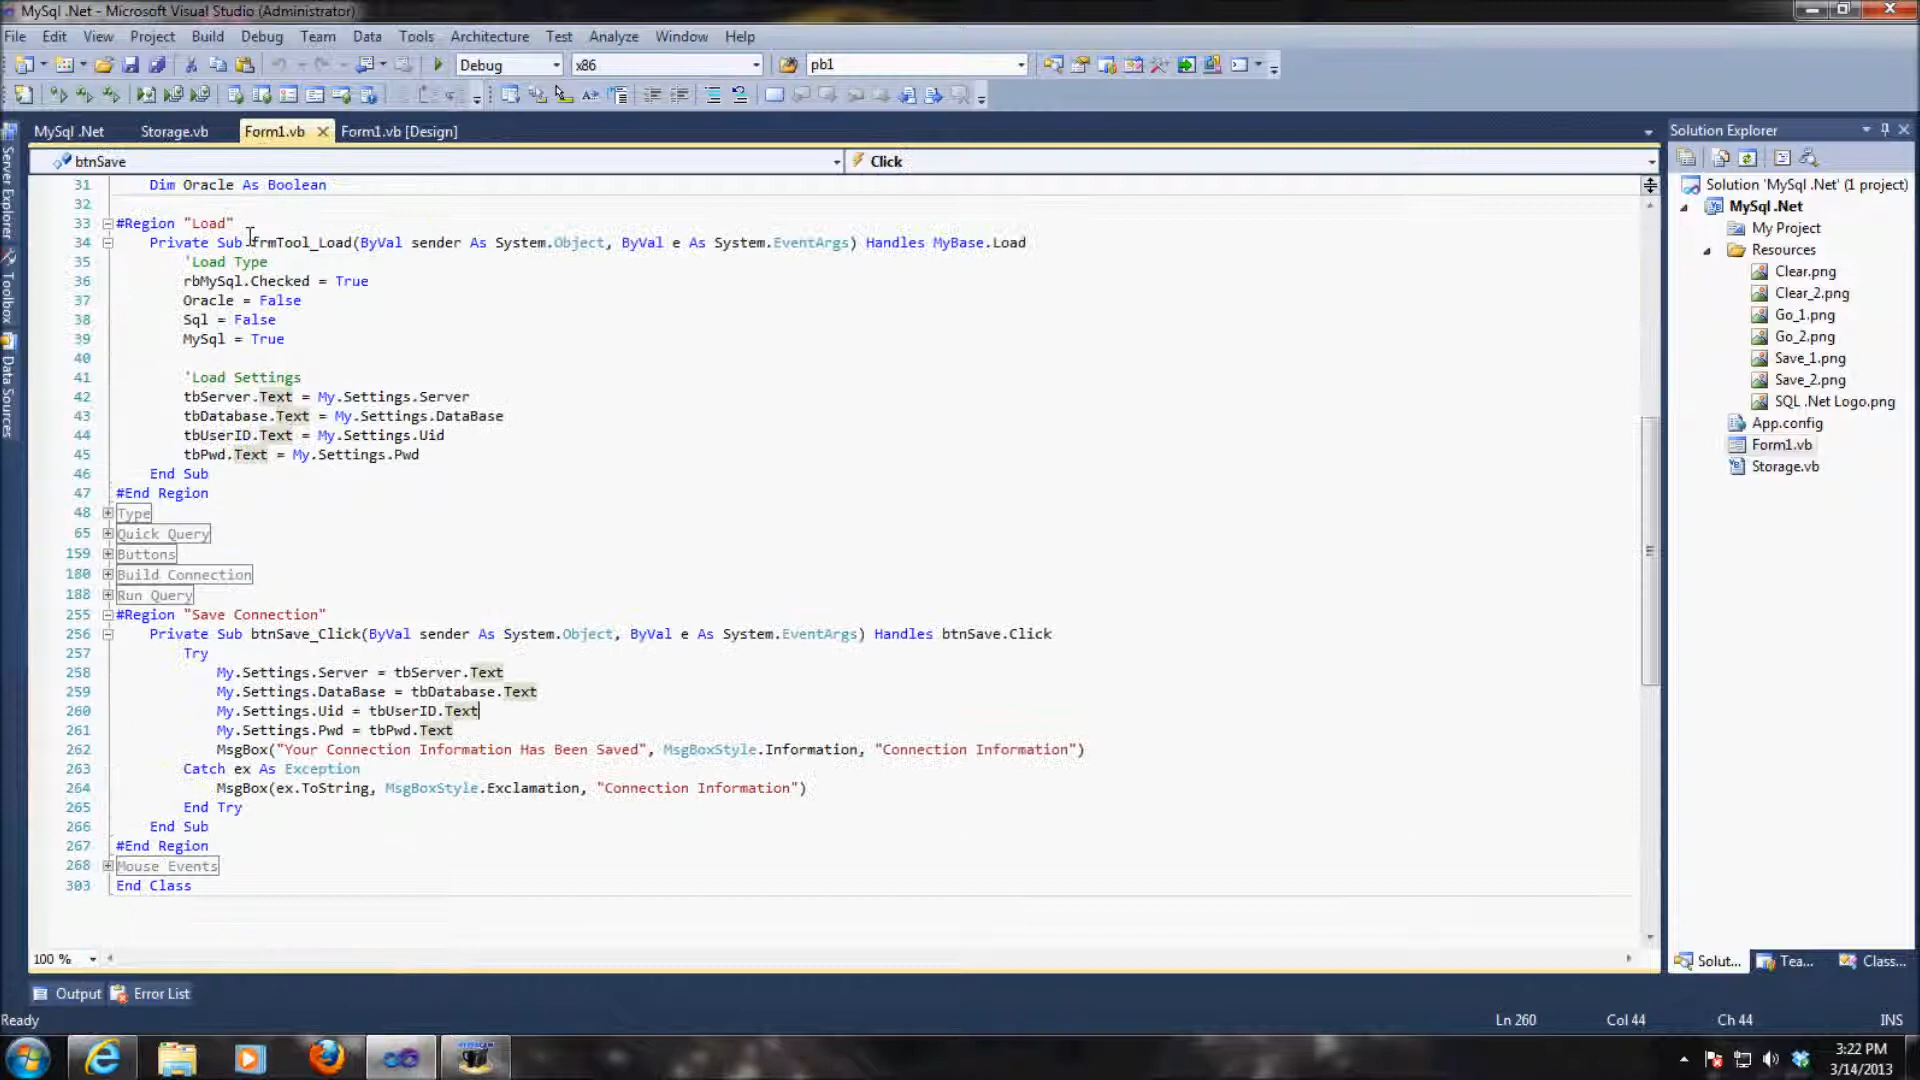 MySql .Net - Microsoft Visual Studio (Administrator)
File Edit View Project Build Debug Team Data Tools Architecture Test Analyze Window Help
Debug x86 pb1
MySql .Net Storage.vb Form1.vb Form1.vb [Design]
btnSave Click
31 Dim Oracle As Boolean
32
33 #Region "Load"
34 Private Sub frmTool_Load(ByVal sender As System.Object, ByVal e As System.EventArgs) Handles MyBase.Load
35 'Load Type
36 rbMySql.Checked = True
37 Oracle = False
38 Sql = False
39 MySql = True
40
41 'Load Settings
42 tbServer.Text = My.Settings.Server
43 tbDatabase.Text = My.Settings.DataBase
44 tbUserID.Text = My.Settings.Uid
45 tbPwd.Text = My.Settings.Pwd
46 End Sub
47 #End Region
48 Type
65 Quick Query
159 Buttons
180 Build Connection
188 Run Query
255 #Region "Save Connection"
256 Private Sub btnSave_Click(ByVal sender As System.Object, ByVal e As System.EventArgs) Handles btnSave.Click
257 Try
258 My.Settings.Server = tbServer.Text
259 My.Settings.DataBase = tbDatabase.Text
260 My.Settings.Uid = tbUserID.Text
261 My.Settings.Pwd = tbPwd.Text
262 MsgBox("Your Connection Information Has Been Saved", MsgBoxStyle.Information, "Connection Information")
263 Catch ex As Exception
264 MsgBox(ex.ToString, MsgBoxStyle.Exclamation, "Connection Information")
265 End Try
266 End Sub
267 #End Region
268 Mouse Events
303 End Class
100 %
Server Explorer
Toolbox
Data Sources
Solution Explorer
Solution 'MySql .Net' (1 project)
MySql .Net
My Project
Resources
Clear.png
Clear_2.png
Go_1.png
Go_2.png
Save_1.png
Save_2.png
SQL .Net Logo.png
App.config
Form1.vb
Storage.vb
Solut... Tea... Class...
Output Error List
Ready Ln 260 Col 44 Ch 44 INS
3:22 PM
3/14/2013